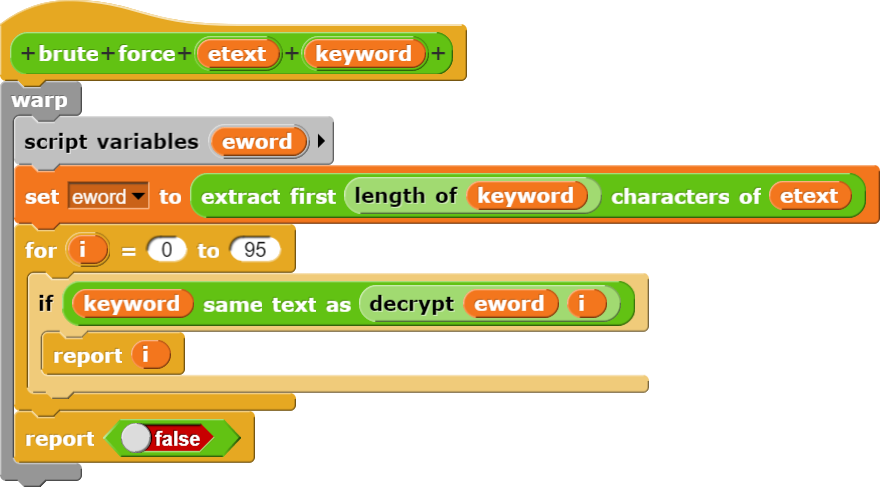 +brute+force+ etext + keyword +
warp
script variables eword
set eword to extract first length of keyword characters of etext
for i = 0 to 95
if keyword same text as decrypt eword i
report i
report false